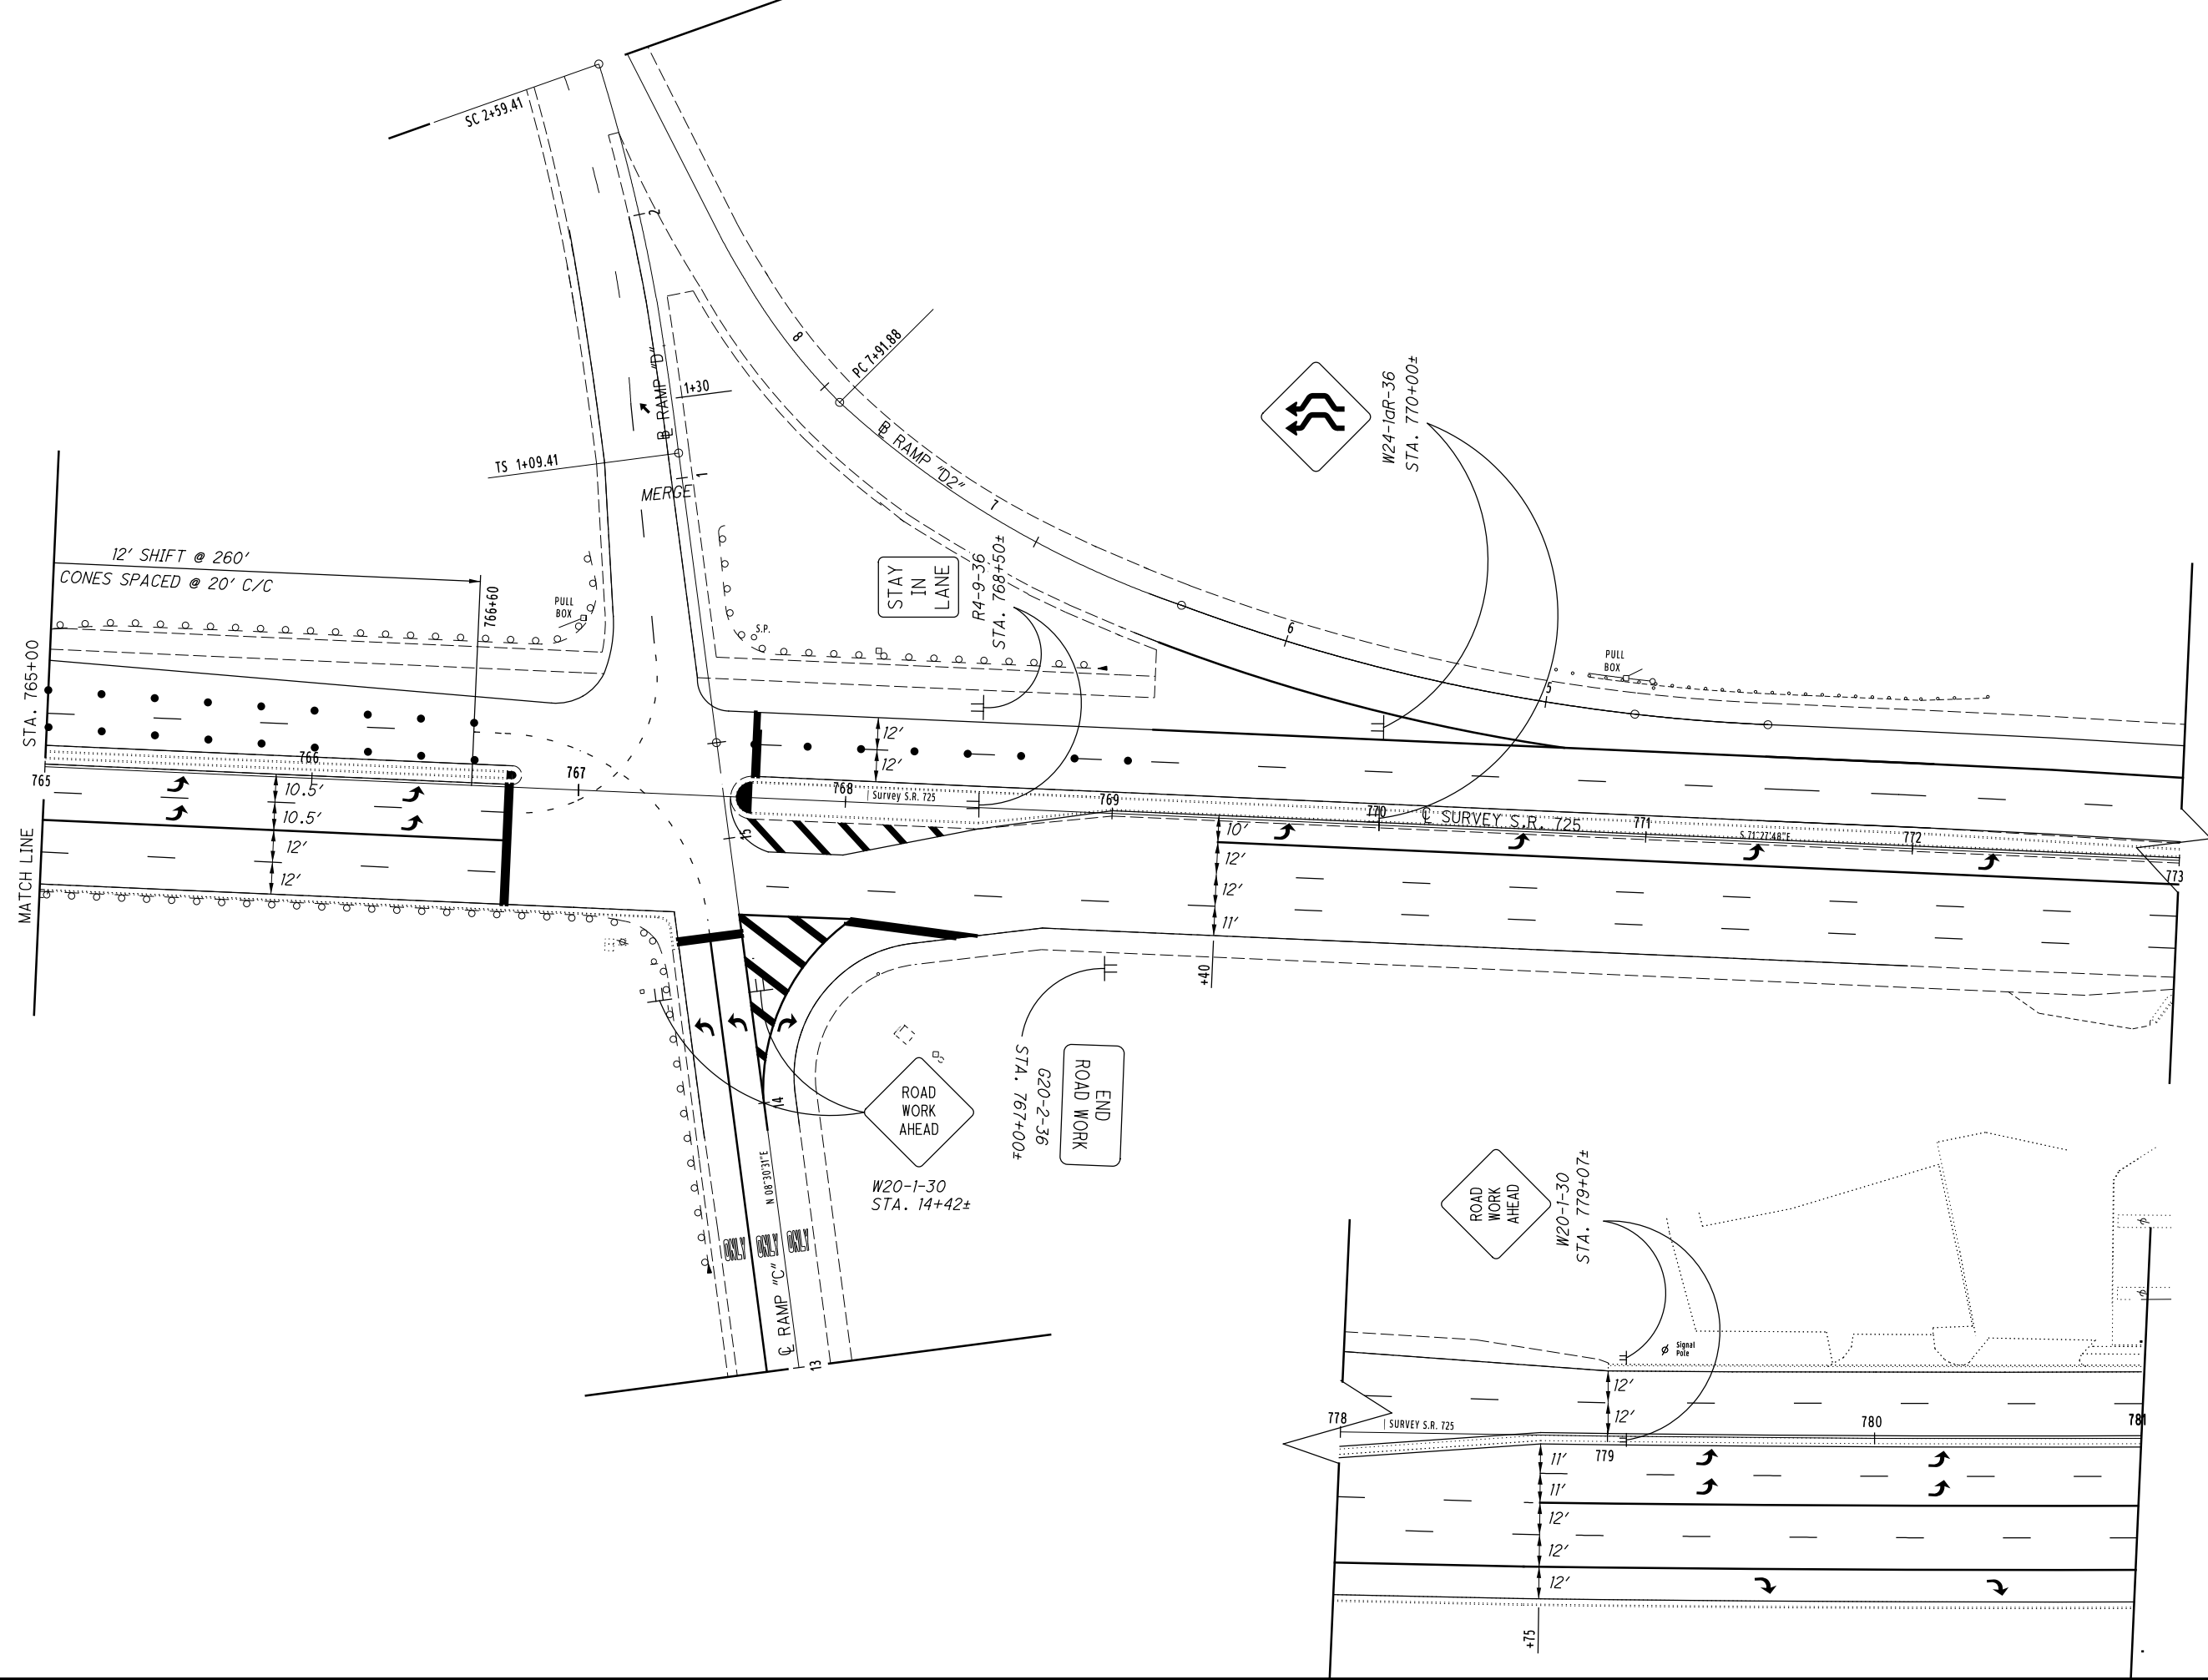 SC 2+59.41
2
8
PC 7+91.88
℄ RAMP "D"
1+30
TS 1+09.41
1
MERGE
℄ RAMP "D2"
7
6
5
W24-1aR-36
STA. 770+00±
12' SHIFT @ 260'
CONES SPACED @ 20' C/C
766+60
PULL
BOX
S.P.
STAY
IN
LANE
R4-9-36
STA. 768+50±
PULL
BOX
STA. 765+00
MATCH LINE
765
766
767
768
769
770
771
772
773
12'
12'
10.5'
10.5'
12'
12'
Survey S.R. 725
℄ SURVEY S.R. 725
S 71°27'48"E
15
10'
12'
12'
11'
+40
ROAD
WORK
AHEAD
W20-1-30
STA. 14+42±
END
ROAD WORK
G20-2-36
STA. 767+00±
14
N 08°30'31"E
ONLY ONLY ONLY
℄ RAMP "C"
13
ROAD
WORK
AHEAD
W20-1-30
STA. 779+07±
Signal
Pole
12'
12'
778
SURVEY S.R. 725
779
780
781
11'
11'
12'
12'
12'
+75